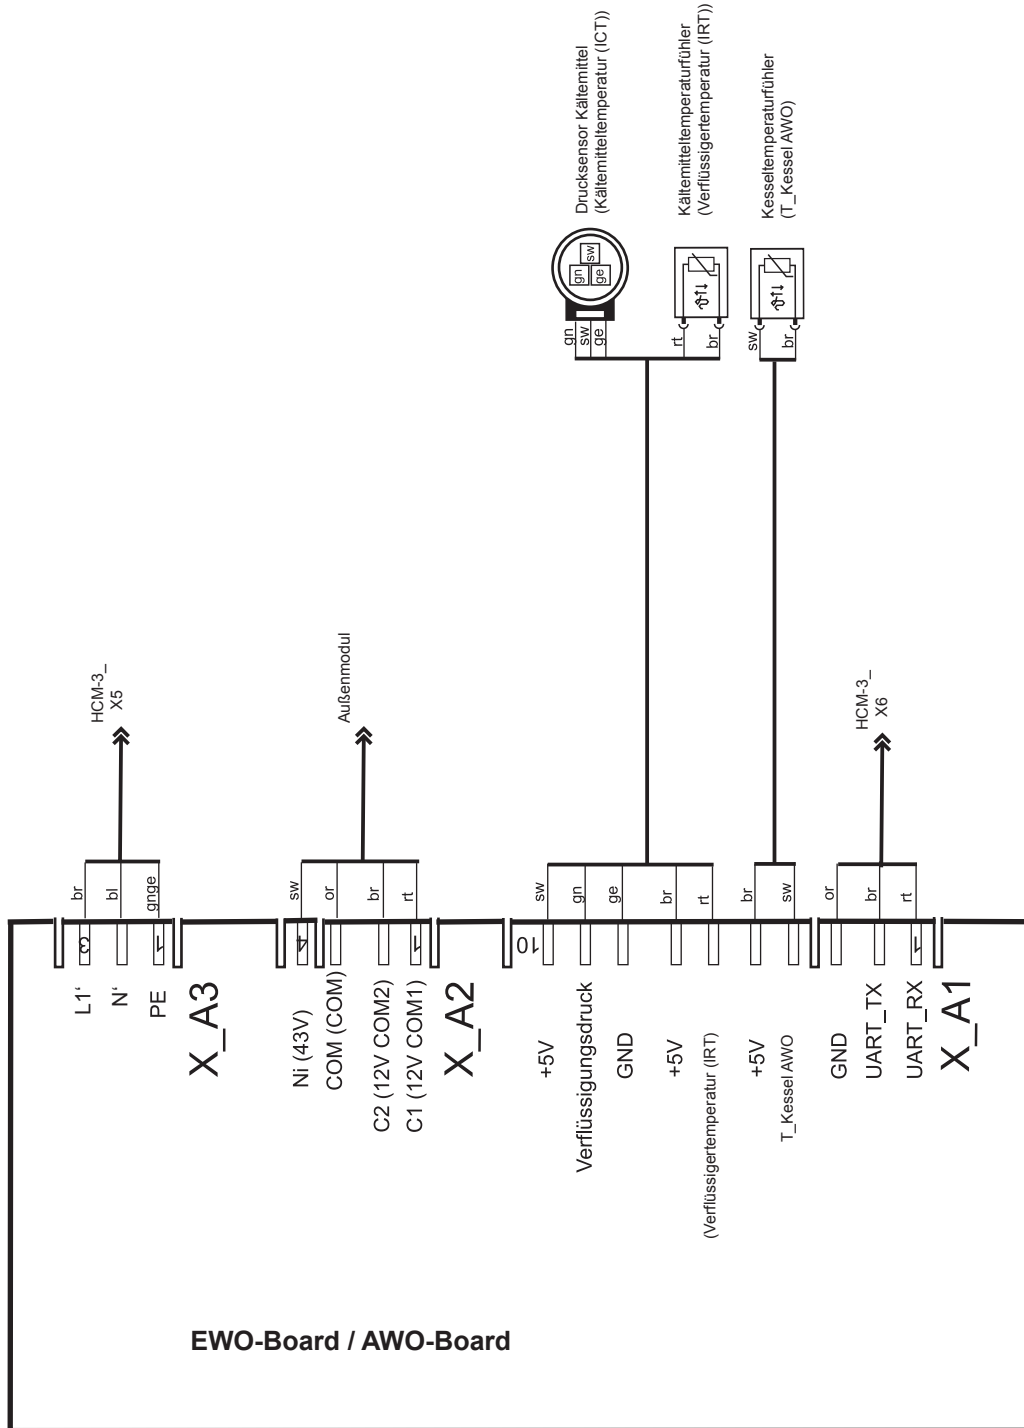 Drucksensor Kältemittel
(Kältemitteltemperatur (ICT))
Kältemitteltemperaturfühler
(Verflüssigertemperatur (IRT))
Kesseltemperaturfühler
(T_Kessel AWO)
gn
sw
ge
gn
sw
ge
rt
br
sw
br
HCM-3_
X5
Außenmodul
HCM-3_
X6
br
bl
gnge
sw
or
br
rt
sw
gn
ge
br
rt
br
sw
or
br
rt
3
1
4
1
10
1
L1‘
N‘
PE
X_A3
Ni (43V)
COM (COM)
C2 (12V COM2)
C1 (12V COM1)
X_A2
+5V
Verflüssigungsdruck
GND
+5V
(Verflüssigertemperatur (IRT)
+5V
T_Kessel AWO
GND
UART_TX
UART_RX
X_A1
EWO-Board / AWO-Board